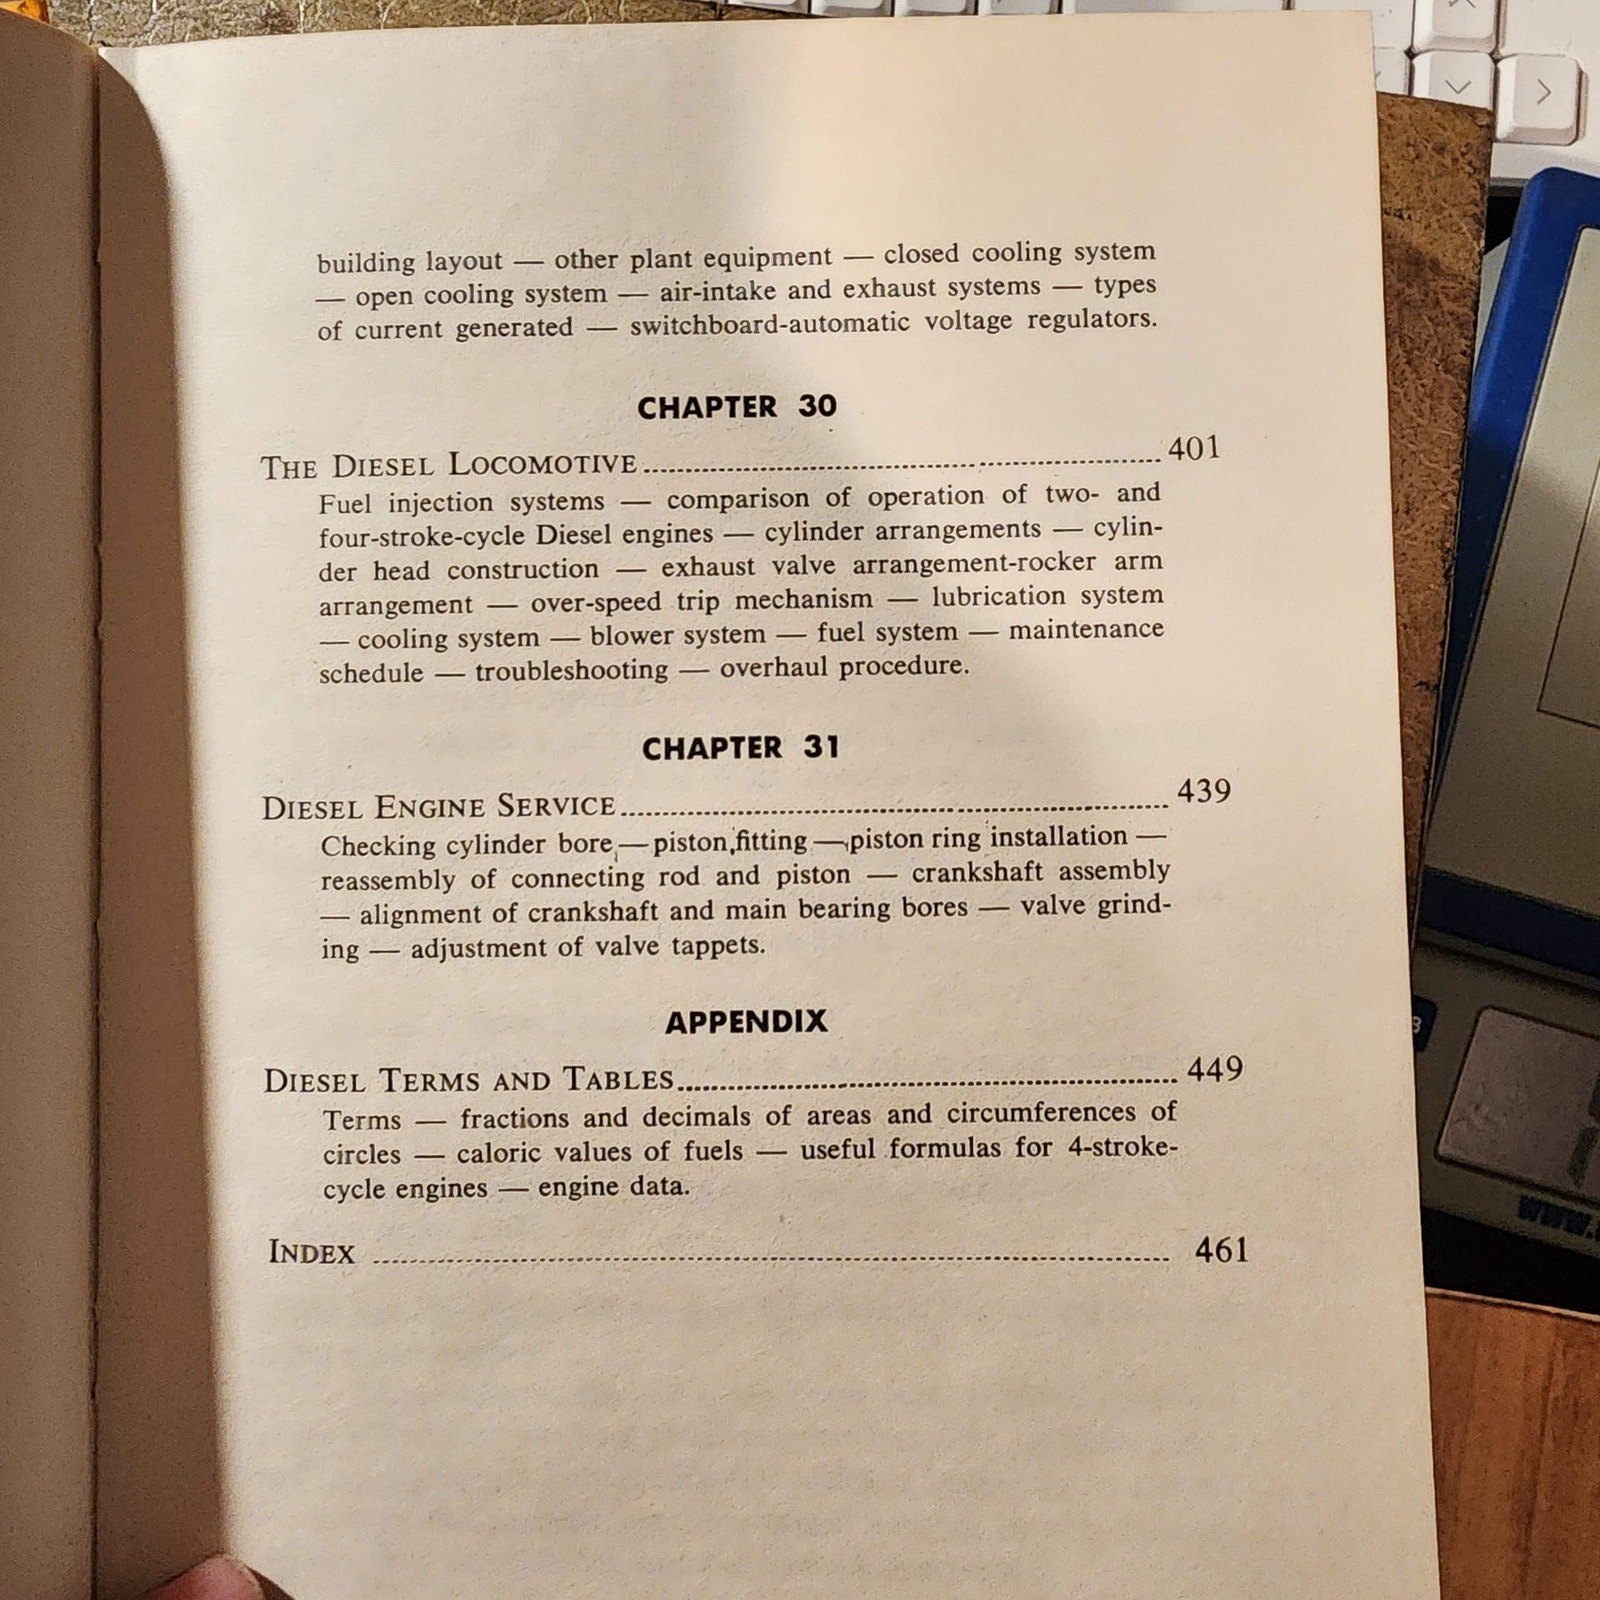 building layout — other plant equipment — closed cooling system
— open cooling system — air-intake and exhaust systems — types
of current generated — switchboard-automatic voltage regulators.
CHAPTER 30
THE DIESEL LOCOMOTIVE 401
Fuel injection systems — comparison of operation of two- and
four-stroke-cycle Diesel engines — cylinder arrangements — cylin-
der head construction — exhaust valve arrangement-rocker arm
arrangement — over-speed trip mechanism — lubrication system
— cooling system — blower system — fuel system — maintenance
schedule — troubleshooting — overhaul procedure.
CHAPTER 31
DIESEL ENGINE SERVICE 439
Checking cylinder bore — piston fitting — piston ring installation —
reassembly of connecting rod and piston — crankshaft assembly
— alignment of crankshaft and main bearing bores — valve grind-
ing — adjustment of valve tappets.
APPENDIX
DIESEL TERMS AND TABLES 449
Terms — fractions and decimals of areas and circumferences of
circles — caloric values of fuels — useful formulas for 4-stroke-
cycle engines — engine data.
INDEX 461
www.